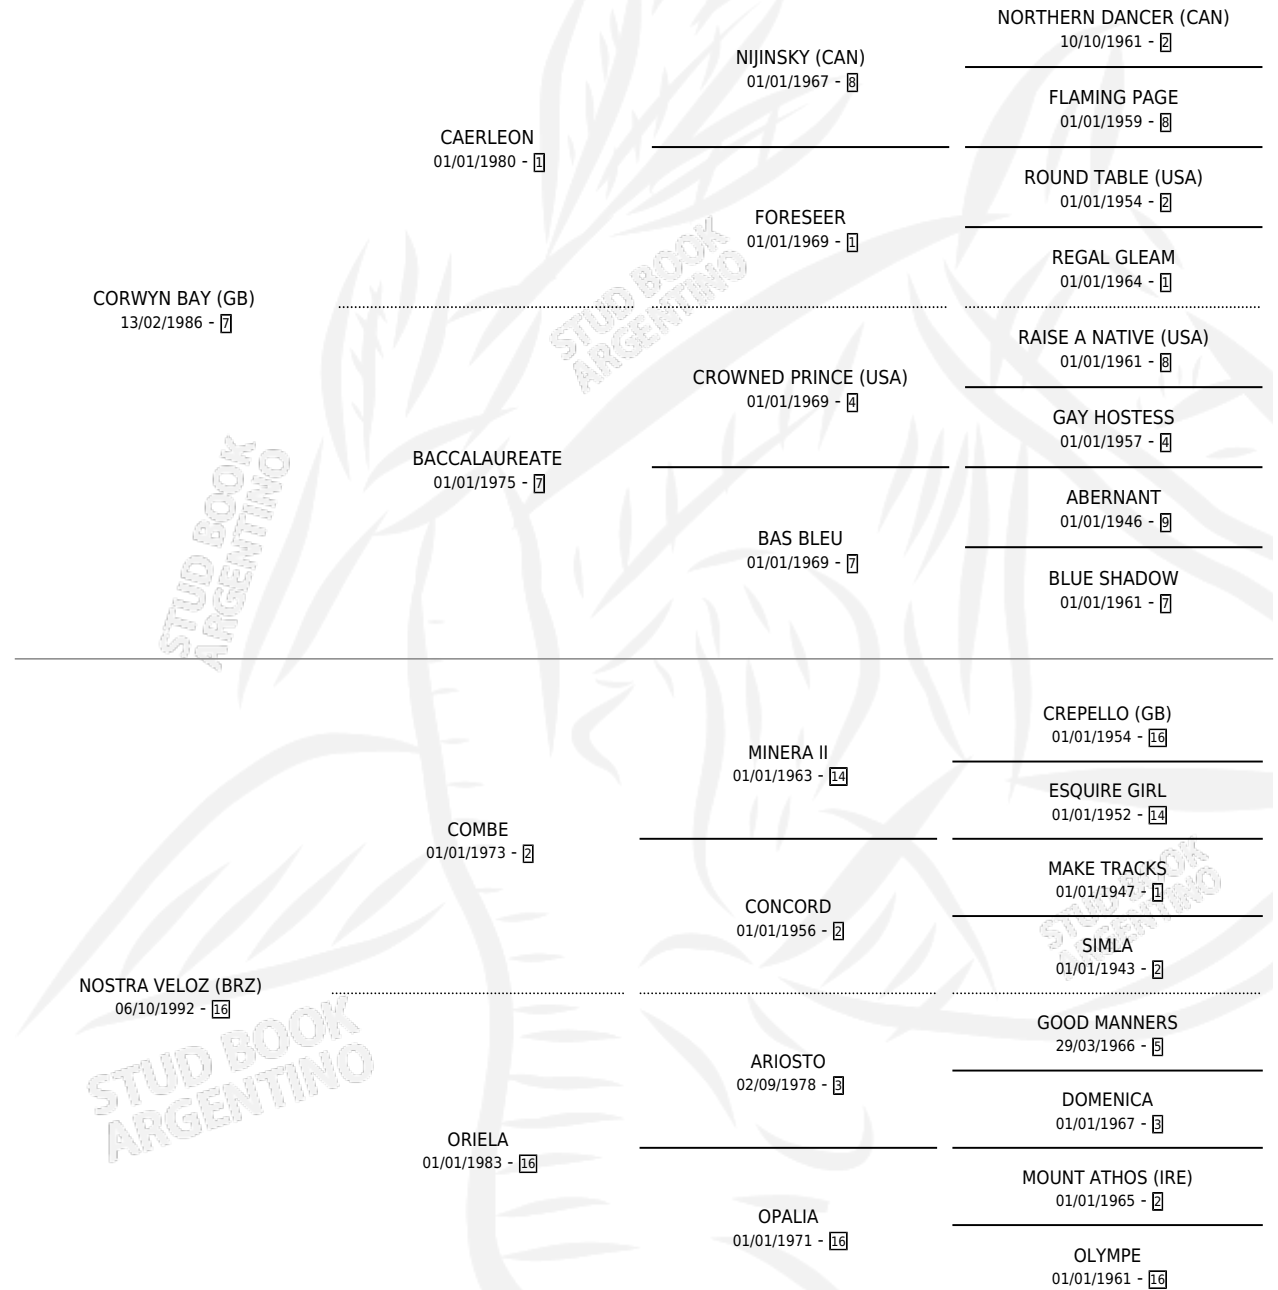 NORTHERN DANCER (CAN)
10/10/1961 - 2
NIJINSKY (CAN)
01/01/1967 - 8
FLAMING PAGE
01/01/1959 - 8
CAERLEON
01/01/1980 - 1
ROUND TABLE (USA)
01/01/1954 - 2
FORESEER
01/01/1969 - 1
REGAL GLEAM
01/01/1964 - 1
CORWYN BAY (GB)
13/02/1986 - 7
RAISE A NATIVE (USA)
01/01/1961 - 8
CROWNED PRINCE (USA)
01/01/1969 - 4
GAY HOSTESS
01/01/1957 - 4
BACCALAUREATE
01/01/1975 - 7
ABERNANT
01/01/1946 - 9
BAS BLEU
01/01/1969 - 7
BLUE SHADOW
01/01/1961 - 7
CREPELLO (GB)
01/01/1954 - 16
MINERA II
01/01/1963 - 14
ESQUIRE GIRL
01/01/1952 - 14
COMBE
01/01/1973 - 2
MAKE TRACKS
01/01/1947 - 1
CONCORD
01/01/1956 - 2
SIMLA
01/01/1943 - 2
NOSTRA VELOZ (BRZ)
06/10/1992 - 16
GOOD MANNERS
29/03/1966 - 5
ARIOSTO
02/09/1978 - 3
DOMENICA
01/01/1967 - 3
ORIELA
01/01/1983 - 16
MOUNT ATHOS (IRE)
01/01/1965 - 2
OPALIA
01/01/1971 - 16
OLYMPE
01/01/1961 - 16
STUD BOOK
ARGENTINO
STUD BOOK
ARGENTINO
STUD BOOK
ARGENTINO
STUD BOOK
ARGENTINO